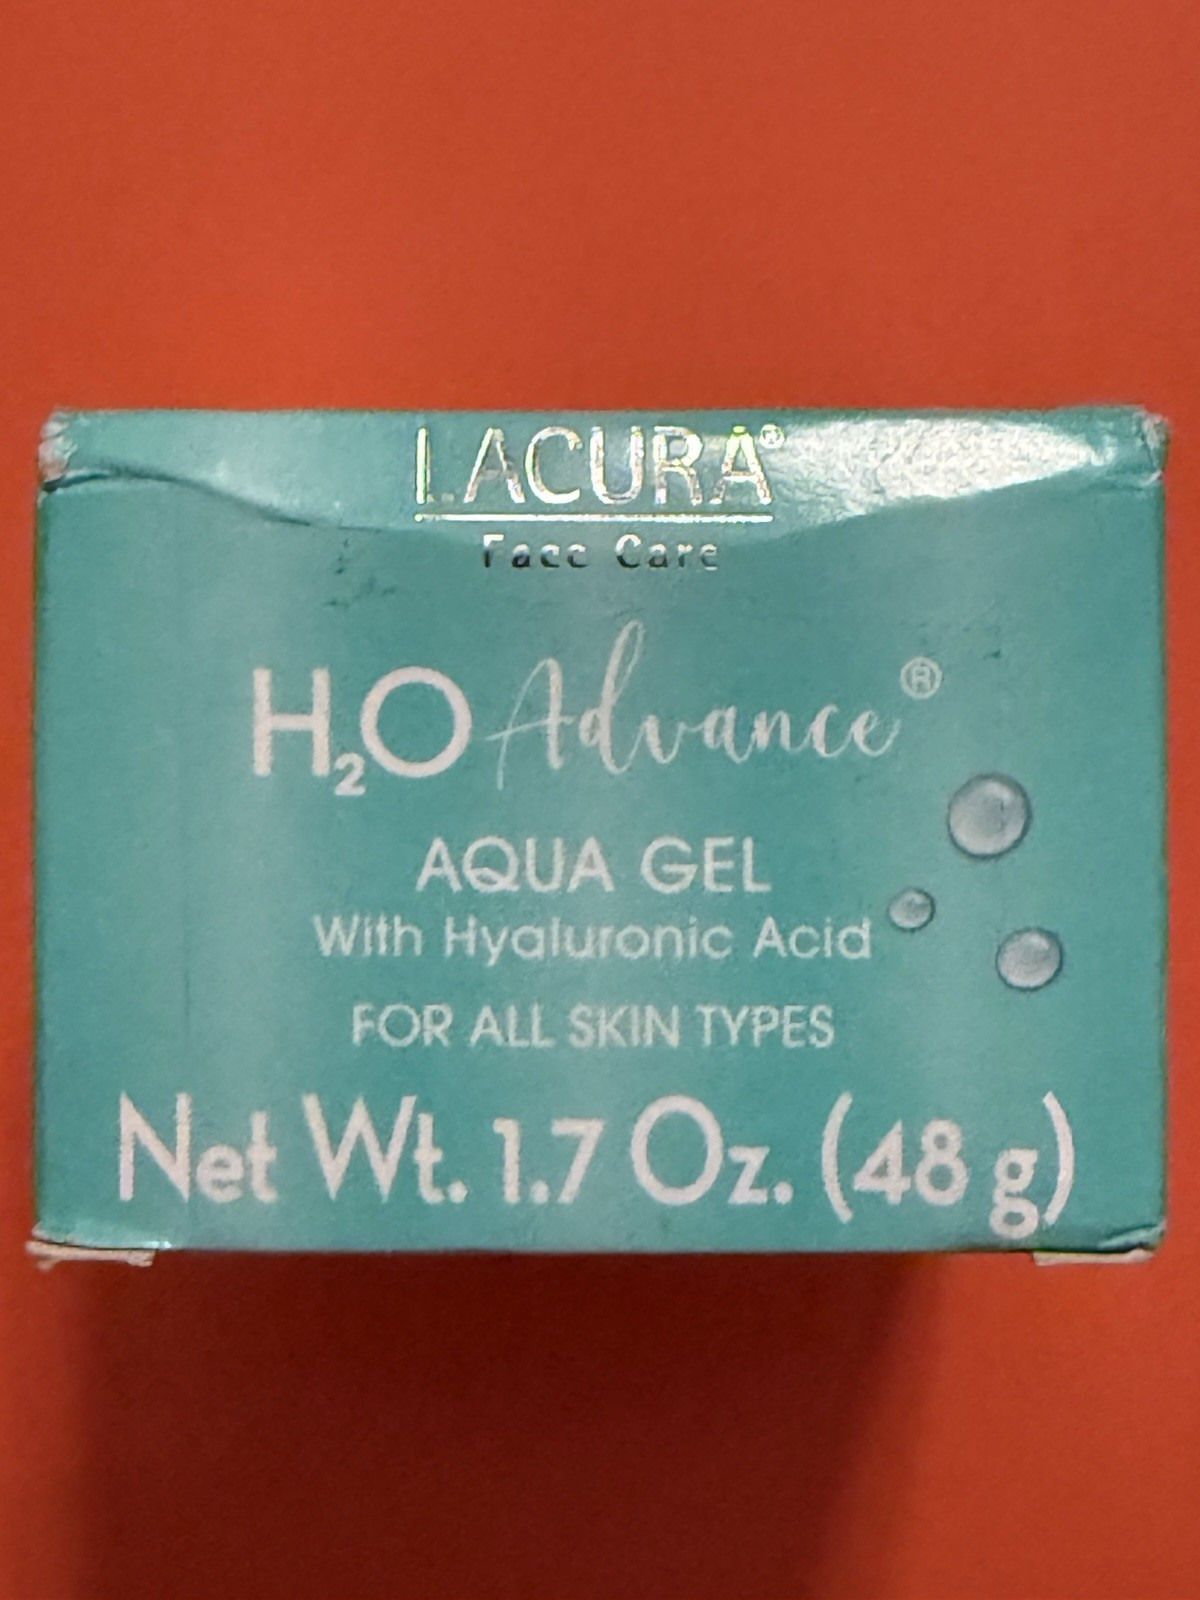 LACURA®
Face Care
H₂O Advance®
AQUA GEL
With Hyaluronic Acid
FOR ALL SKIN TYPES
Net Wt. 1.7 Oz. (48 g)